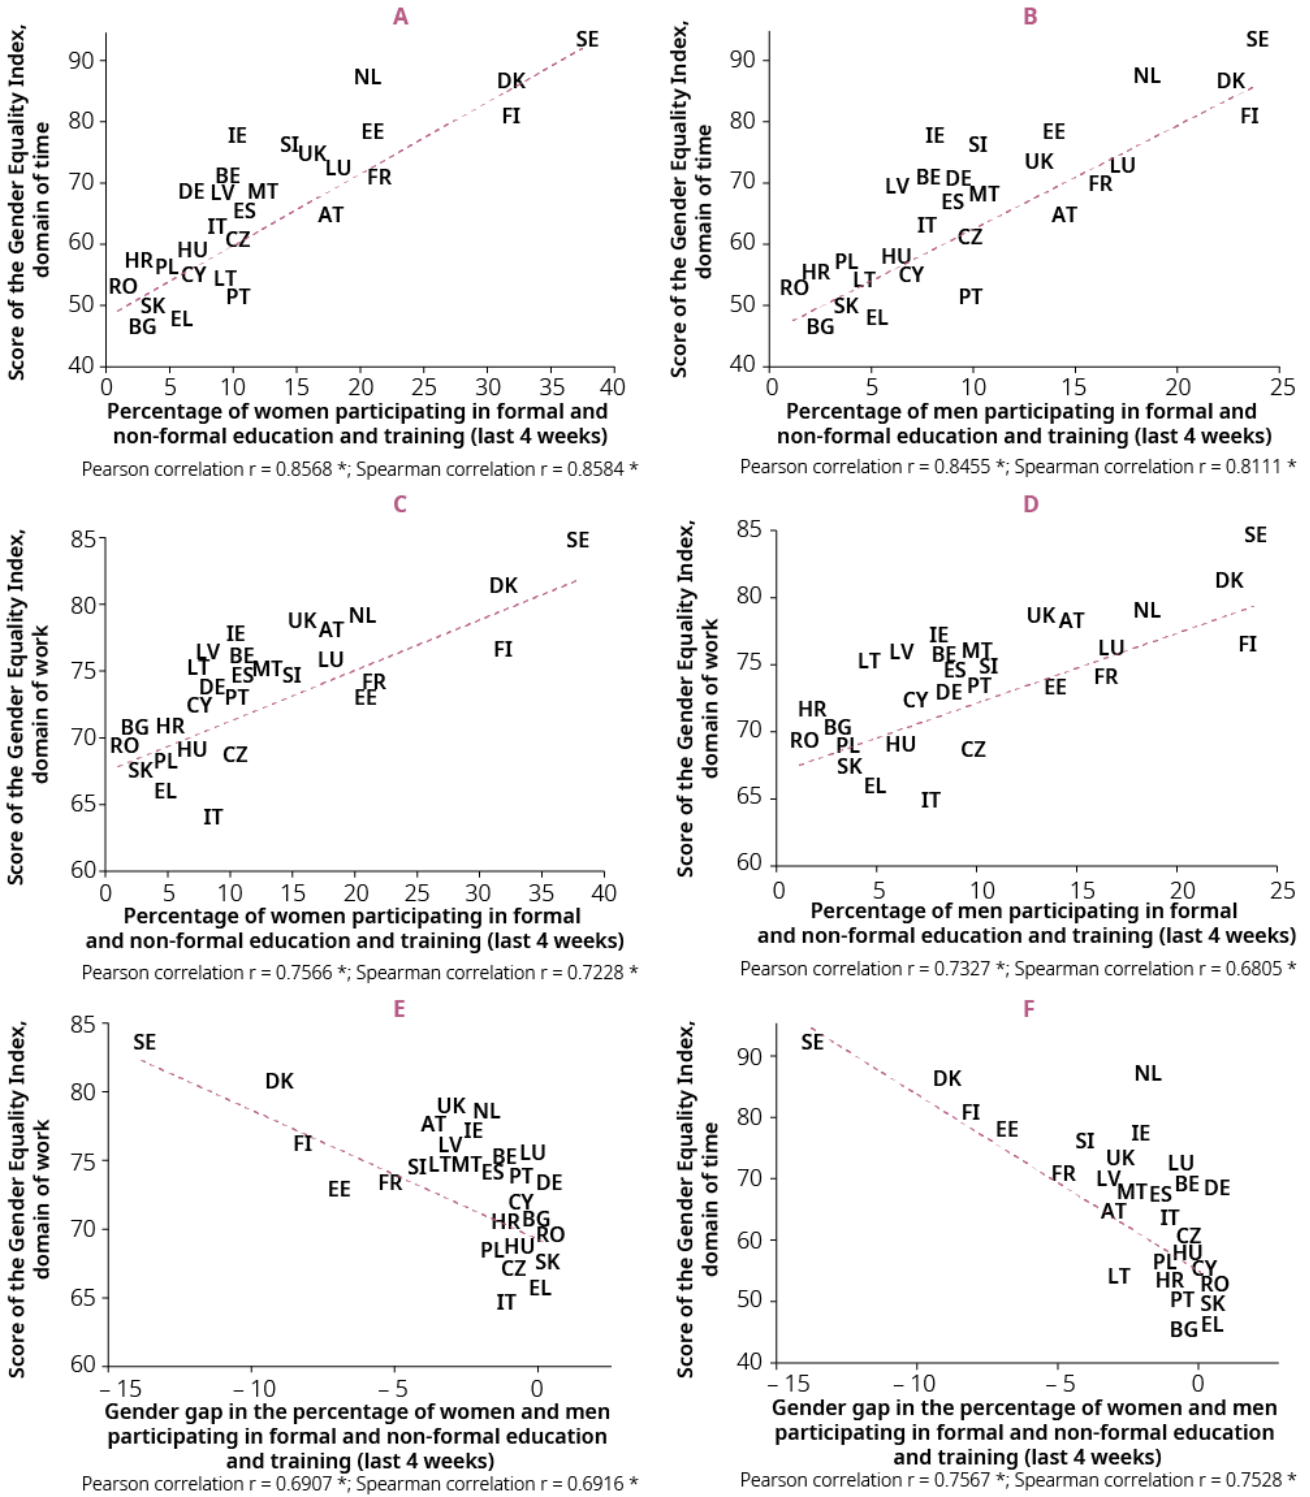 A
Score of the Gender Equality Index,
domain of time
90
80
70
60
50
40
SE
NL
DK
FI
IE
EE
SI
UK
LU
FR
BE
DE
LV
MT
ES
AT
IT
CZ
HU
HR
PL
CY
LT
RO
PT
SK
EL
BG
0 5 10 15 20 25 30 35 40
Percentage of women participating in formal and
non-formal education and training (last 4 weeks)
Pearson correlation r = 0.8568 *; Spearman correlation r = 0.8584 *
B
Score of the Gender Equality Index,
domain of time
90
80
70
60
50
40
SE
NL
DK
FI
IE
EE
SI
UK
LU
BE
DE
FR
LV
MT
ES
AT
IT
CZ
HU
PL
HR
CY
LT
RO
PT
SK
EL
BG
0 5 10 15 20 25
Percentage of men participating in formal and
non-formal education and training (last 4 weeks)
Pearson correlation r = 0.8455 *; Spearman correlation r = 0.8111 *
C
Score of the Gender Equality Index,
domain of work
85
80
75
70
65
60
SE
DK
NL
UK
AT
IE
FI
LV
BE
LU
LT
MT
ES
SI
FR
DE
PT
EE
CY
BG
HR
RO
HU
CZ
PL
SK
EL
IT
0 5 10 15 20 25 30 35 40
Percentage of women participating in formal
and non-formal education and training (last 4 weeks)
Pearson correlation r = 0.7566 *; Spearman correlation r = 0.7228 *
D
Score of the Gender Equality Index,
domain of work
85
80
75
70
65
60
SE
DK
NL
UK
AT
IE
FI
LV
BE
MT
LU
LT
ES
SI
FR
DE
PT
EE
CY
HR
BG
RO
PL
HU
CZ
SK
EL
IT
0 5 10 15 20 25
Percentage of men participating in formal
and non-formal education and training (last 4 weeks)
Pearson correlation r = 0.7327 *; Spearman correlation r = 0.6805 *
E
Score of the Gender Equality Index,
domain of work
85
80
75
70
65
60
SE
DK
UK
NL
AT
IE
FI
LV
BE
LU
SI
LT
MT
ES
PT
DE
FR
EE
CY
HR
BG
RO
PL
HU
CZ
SK
EL
IT
– 15 – 10 – 5 0
Gender gap in the percentage of women and men
participating in formal and non-formal education
and training (last 4 weeks)
Pearson correlation r = 0.6907 *; Spearman correlation r = 0.6916 *
F
Score of the Gender Equality Index,
domain of time
90
80
70
60
50
40
SE
NL
DK
FI
EE
IE
SI
UK
LU
FR
LV
BE
DE
MT
ES
AT
IT
CZ
HU
PL
CY
LT
HR
RO
PT
SK
BG
EL
– 15 – 10 – 5 0
Gender gap in the percentage of women and men
participating in formal and non-formal education
and training (last 4 weeks)
Pearson correlation r = 0.7567 *; Spearman correlation r = 0.7528 *